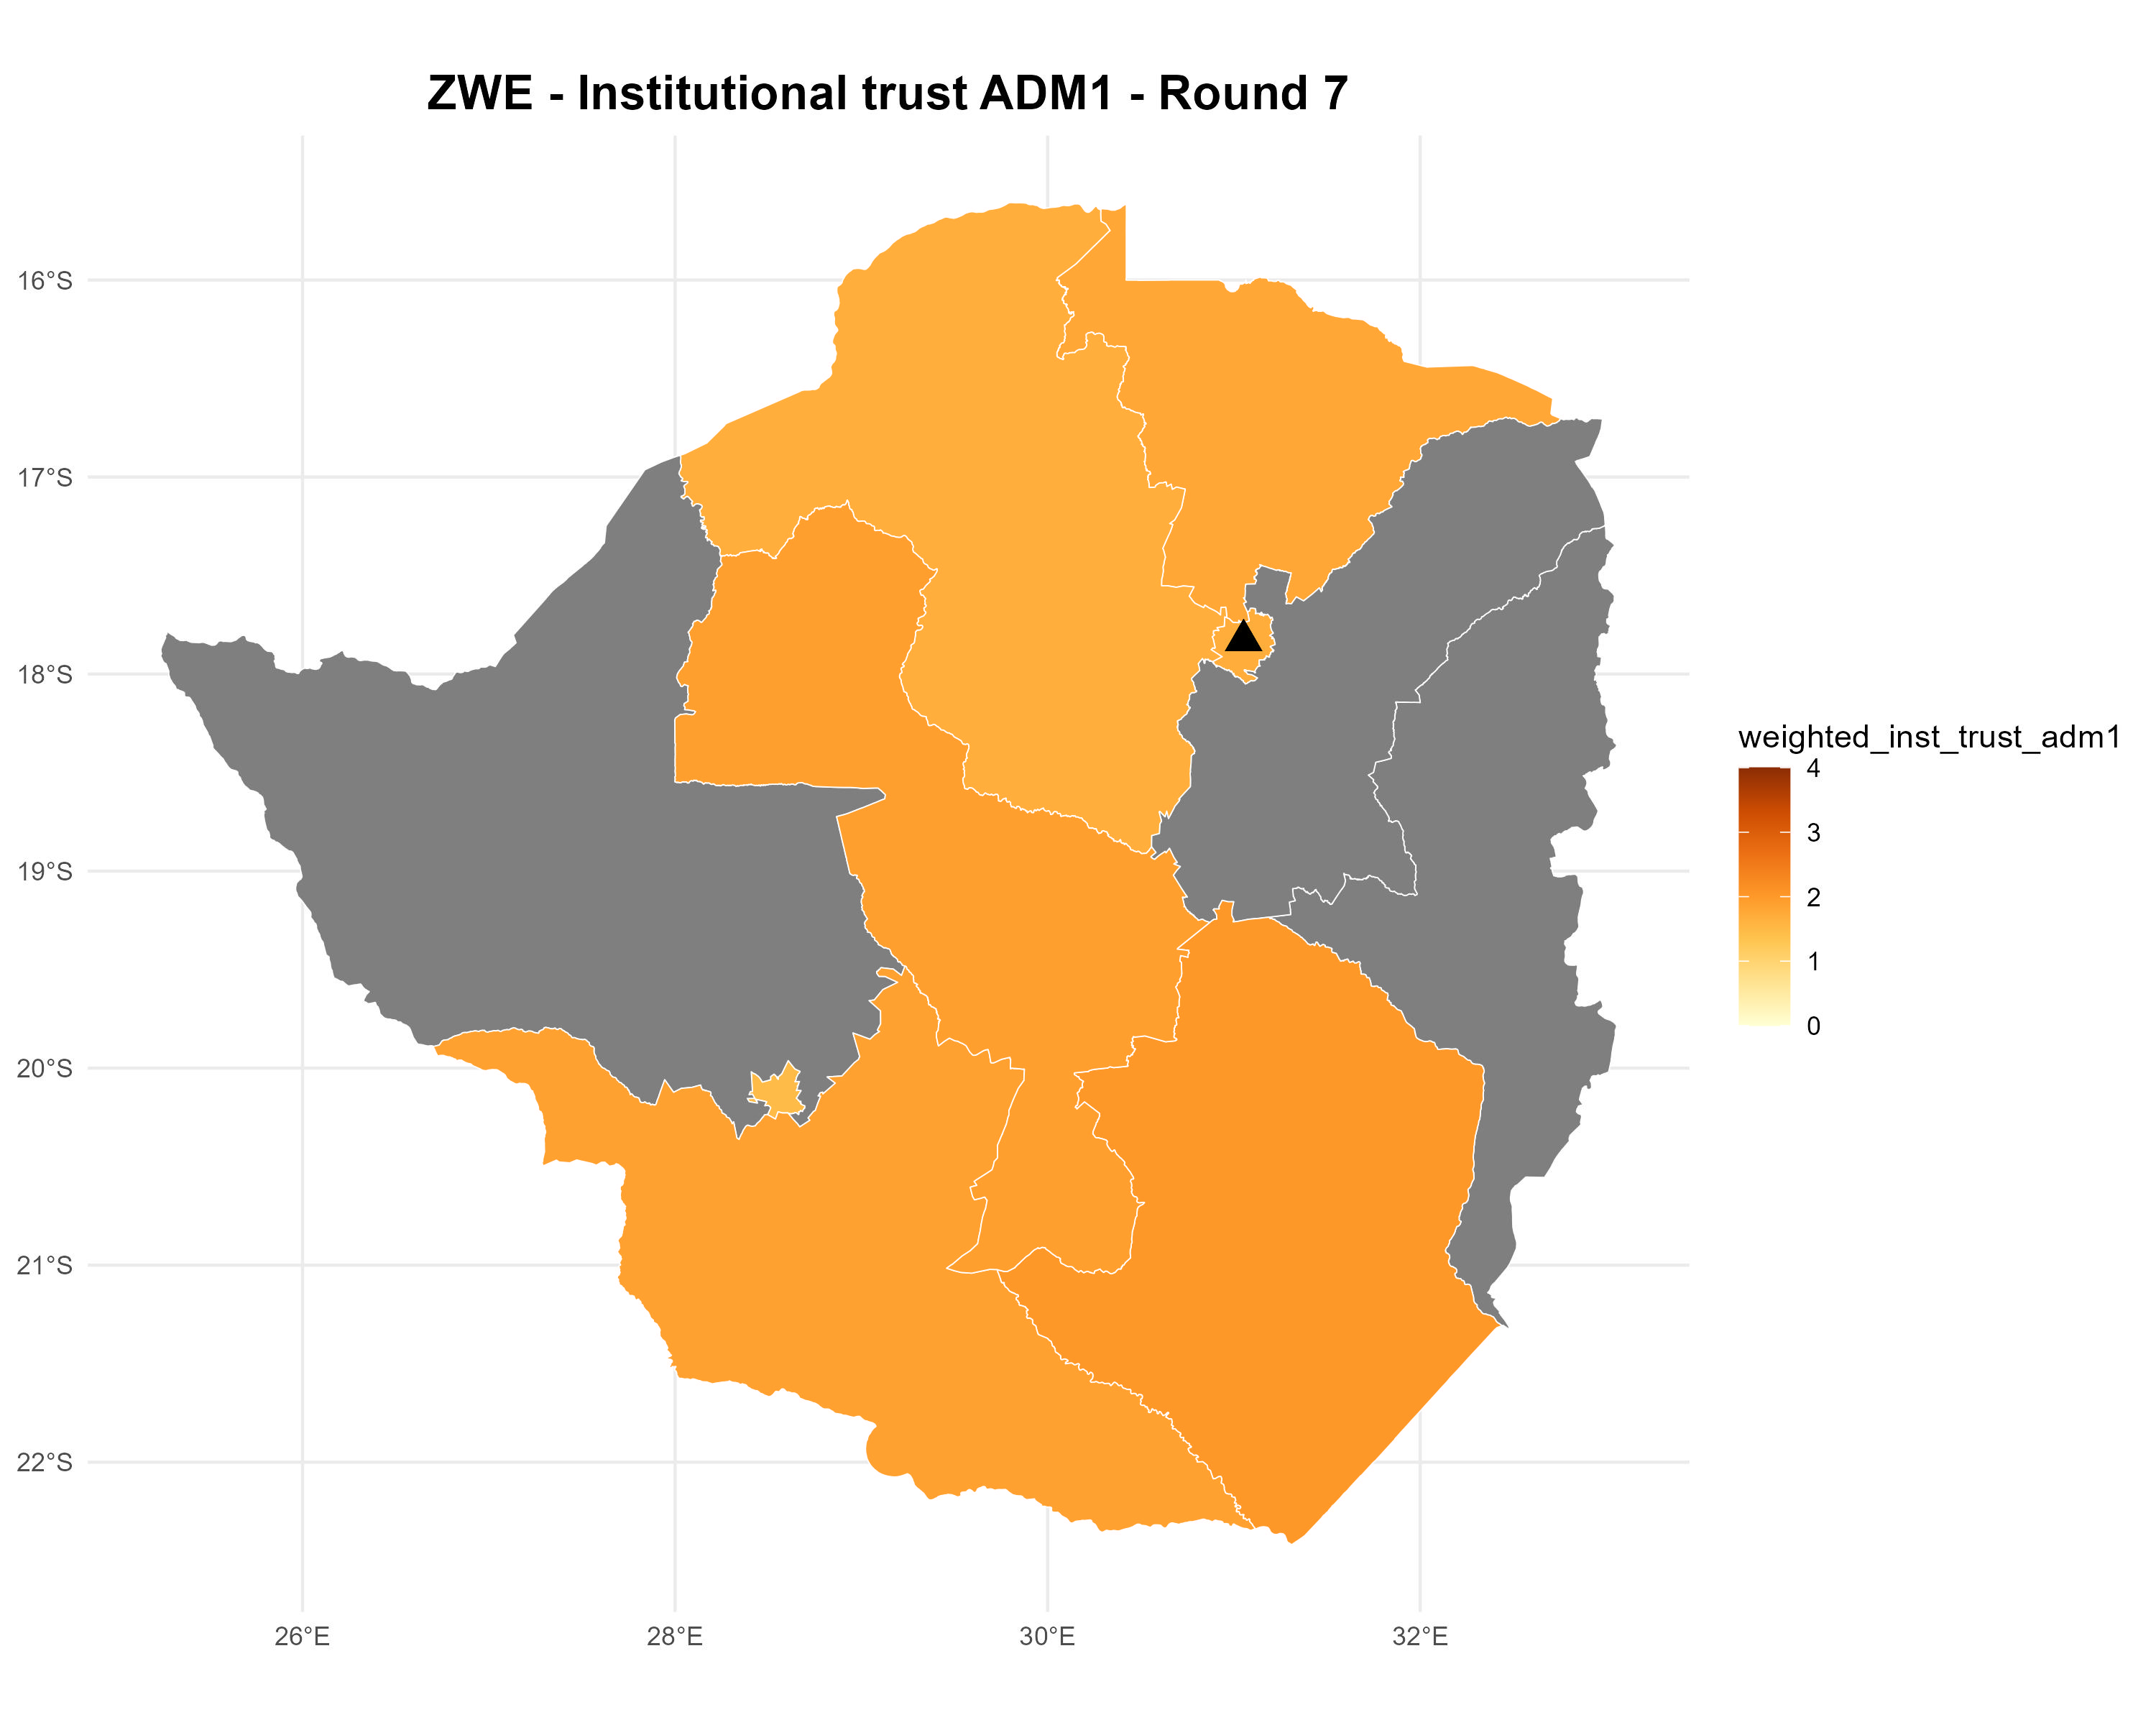 ZWE - Institutional trust ADM1 - Round 7
16°S
17°S
18°S
19°S
20°S
21°S
22°S
26°E
28°E
30°E
32°E
weighted_inst_trust_adm1
4
3
2
1
0